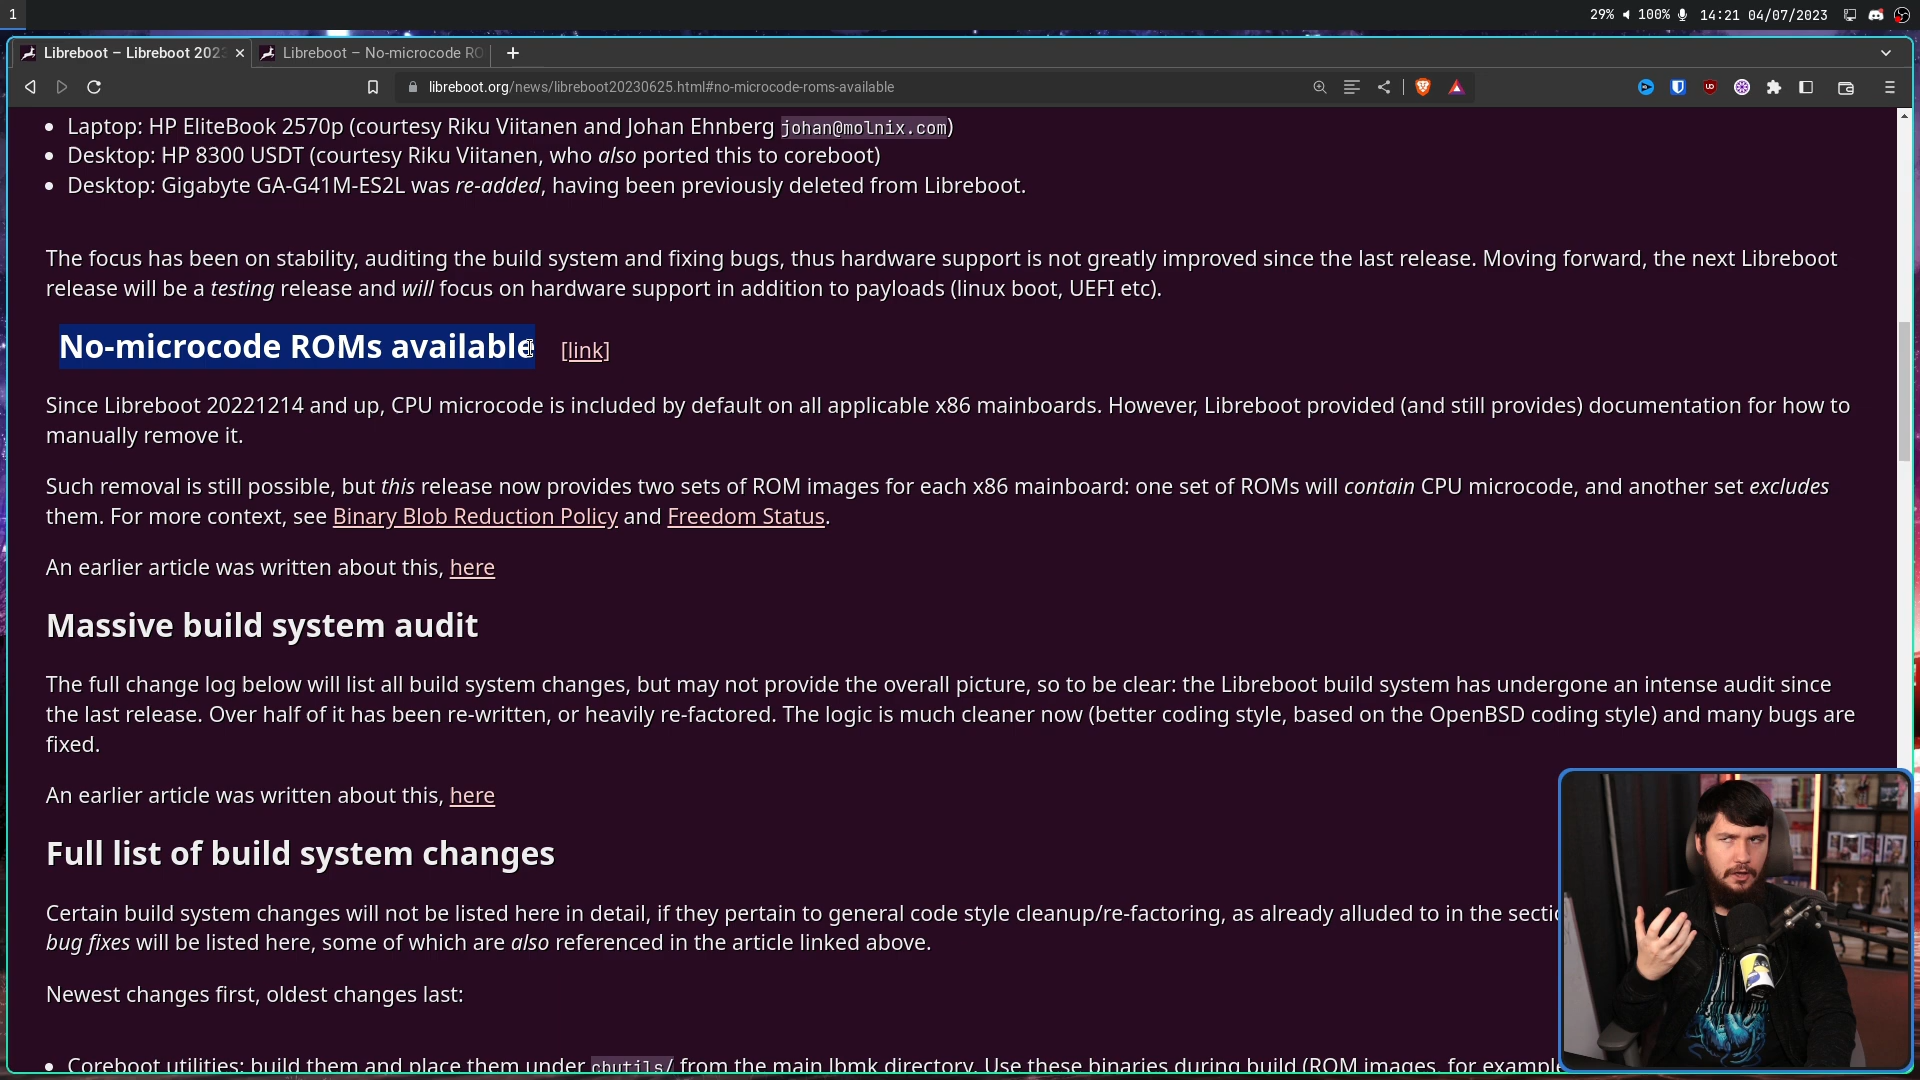 1
29% 100% 14:21 04/07/2023
Libreboot – Libreboot 202
Libreboot – No-microcode RO
libreboot.org/news/libreboot20230625.html#no-microcode-roms-available
Laptop: HP EliteBook 2570p (courtesy Riku Viitanen and Johan Ehnberg johan@molnix.com)
Desktop: HP 8300 USDT (courtesy Riku Viitanen, who also ported this to coreboot)
Desktop: Gigabyte GA-G41M-ES2L was re-added, having been previously deleted from Libreboot.
The focus has been on stability, auditing the build system and fixing bugs, thus hardware support is not greatly improved since the last release. Moving forward, the next Libreboot
release will be a testing release and will focus on hardware support in addition to payloads (linux boot, UEFI etc).
No-microcode ROMs available [link]
Since Libreboot 20221214 and up, CPU microcode is included by default on all applicable x86 mainboards. However, Libreboot provided (and still provides) documentation for how to
manually remove it.
Such removal is still possible, but this release now provides two sets of ROM images for each x86 mainboard: one set of ROMs will contain CPU microcode, and another set excludes
them. For more context, see Binary Blob Reduction Policy and Freedom Status.
An earlier article was written about this, here
Massive build system audit
The full change log below will list all build system changes, but may not provide the overall picture, so to be clear: the Libreboot build system has undergone an intense audit since
the last release. Over half of it has been re-written, or heavily re-factored. The logic is much cleaner now (better coding style, based on the OpenBSD coding style) and many bugs are
fixed.
An earlier article was written about this, here
Full list of build system changes
Certain build system changes will not be listed here in detail, if they pertain to general code style cleanup/re-factoring, as already alluded to in the sectio
bug fixes will be listed here, some of which are also referenced in the article linked above.
Newest changes first, oldest changes last:
Coreboot utilities: build them and place them under cbutils/ from the main lbmk directory. Use these binaries during build (ROM images, for example